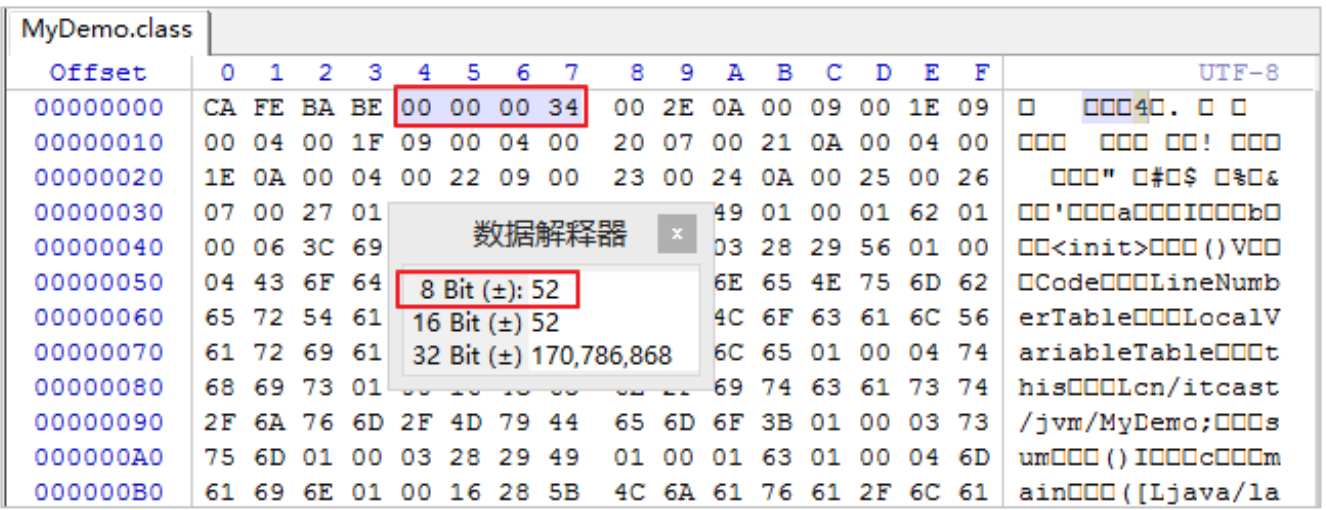 MyDemo.class
Offset 0 1 2 3 4 5 6 7 8 9 A B C D E F UTF-8
00000000 CA FE BA BE 00 00 00 34 00 2E 0A 00 09 00 1E 09 □ □□□4□. □ □
00000010 00 04 00 1F 09 00 04 00 20 07 00 21 0A 00 04 00 □□□ □□□ □□! □□□
00000020 1E 0A 00 04 00 22 09 00 23 00 24 0A 00 25 00 26 □□□" □#□$ □%□&
00000030 07 00 27 01 49 01 00 01 62 01 □□'□□□a□□□I□□□b□
00000040 00 06 3C 69 03 28 29 56 01 00 □□<init>□□□()V□□
00000050 04 43 6F 64 6E 65 4E 75 6D 62 □Code□□□LineNumb
00000060 65 72 54 61 4C 6F 63 61 6C 56 erTable□□□LocalV
00000070 61 72 69 61 6C 65 01 00 04 74 ariableTable□□□t
00000080 68 69 73 01 69 74 63 61 73 74 his□□□Lcn/itcast
00000090 2F 6A 76 6D 2F 4D 79 44 65 6D 6F 3B 01 00 03 73 /jvm/MyDemo;□□□s
000000A0 75 6D 01 00 03 28 29 49 01 00 01 63 01 00 04 6D um□□□()I□□□c□□□m
000000B0 61 69 6E 01 00 16 28 5B 4C 6A 61 76 61 2F 6C 61 ain□□□([Ljava/la
数据解释器 x
8 Bit (±): 52
16 Bit (±) 52
32 Bit (±) 170,786,868